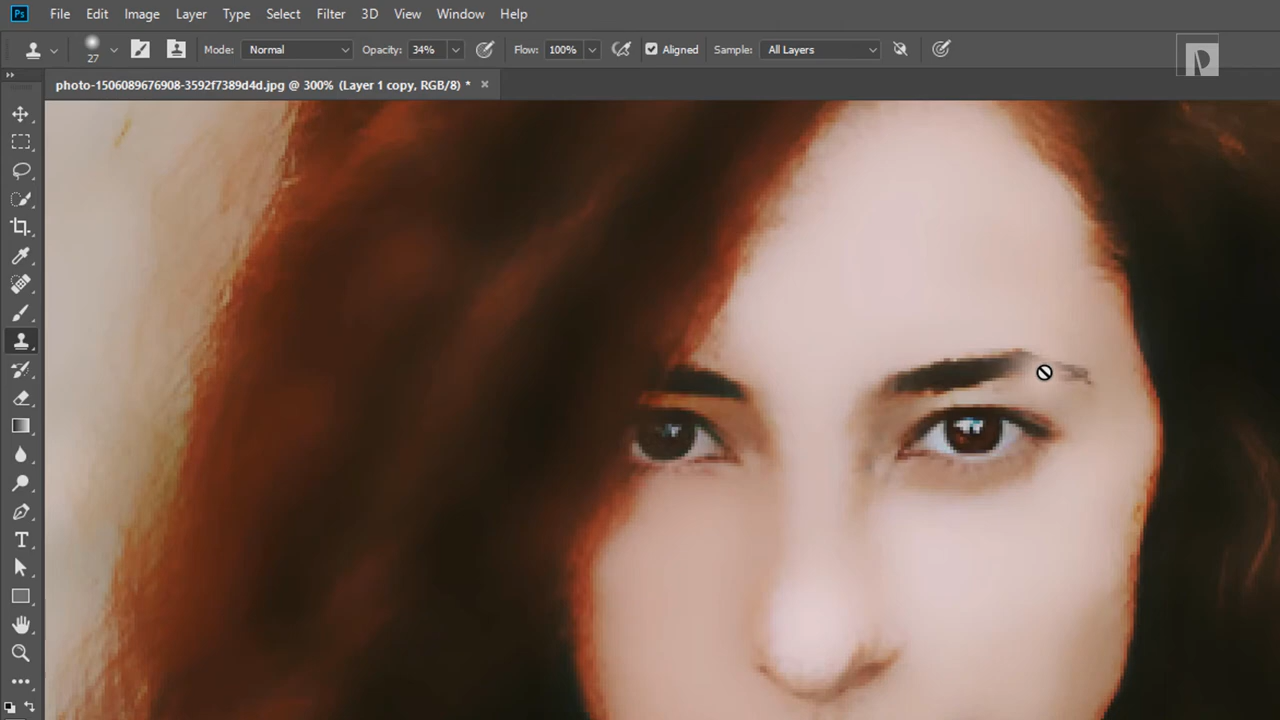 Ps File Edit Image Layer Type Select Filter 3D View Window Help
27 Mode: Normal Opacity: 34% Flow: 100% Aligned Sample: All Layers
photo-1506089676908-3592f7389d4d.jpg @ 300% (Layer 1 copy, RGB/8) *